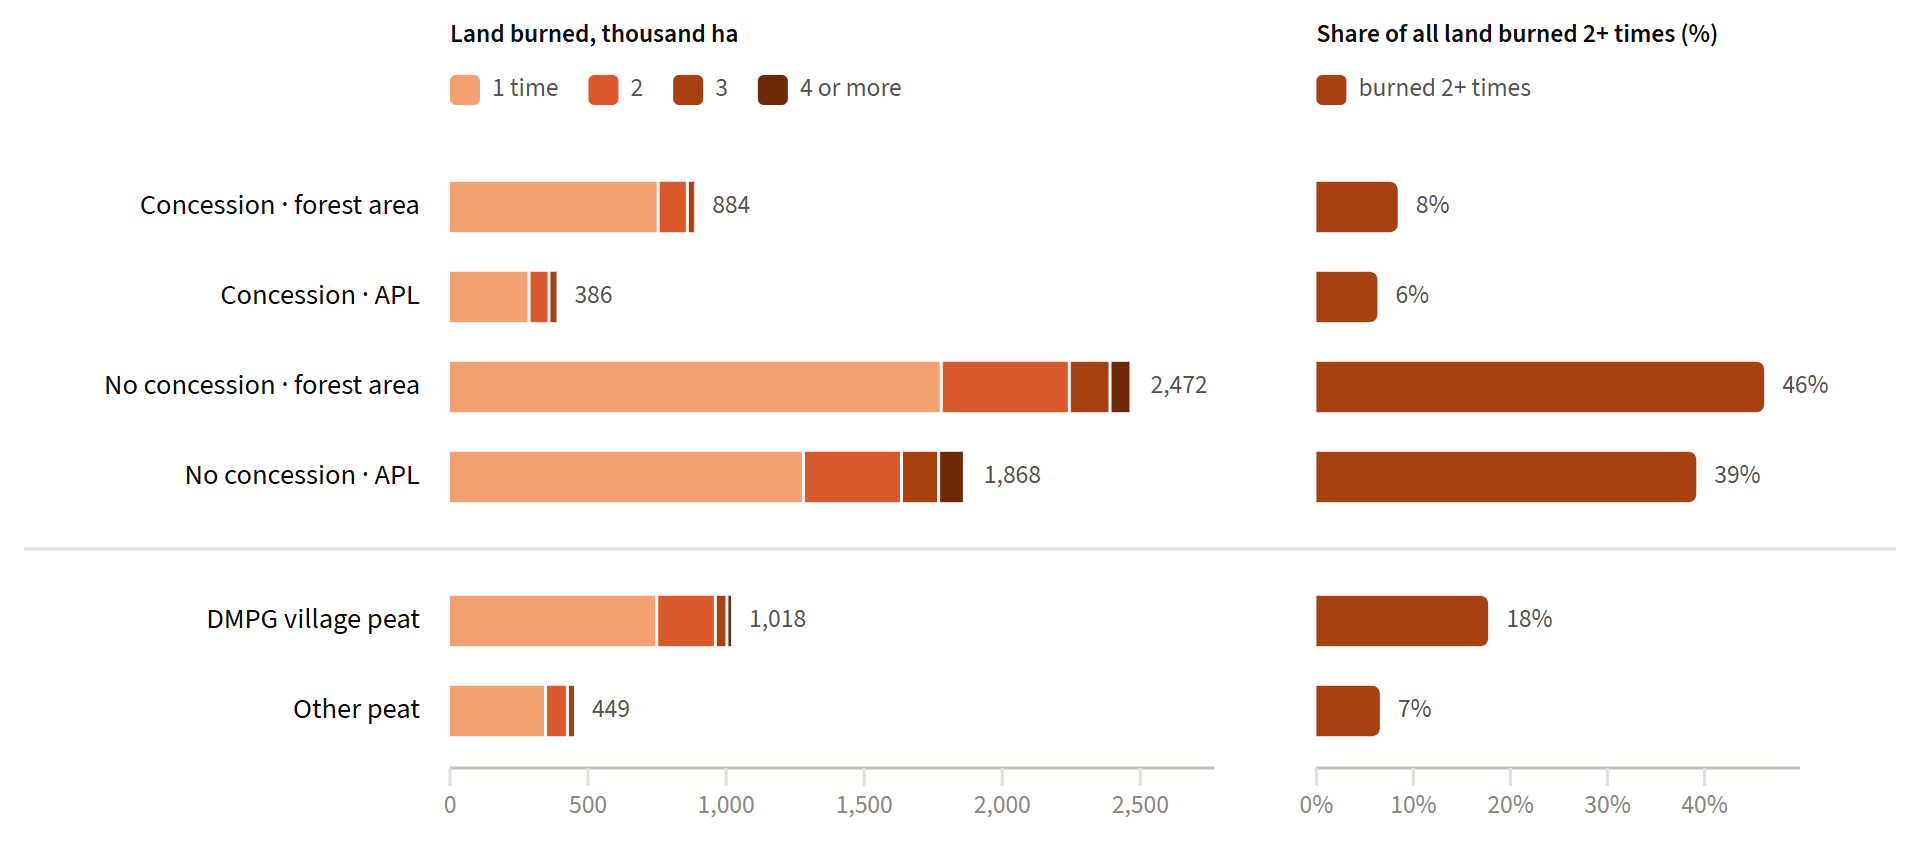 Land burned, thousand ha
1 time 2 3 4 or more
Share of all land burned 2+ times (%)
burned 2+ times
Concession · forest area 884 8%
Concession · APL 386 6%
No concession · forest area 2,472 46%
No concession · APL 1,868 39%
DMPG village peat 1,018 18%
Other peat 449 7%
0 500 1,000 1,500 2,000 2,500
0% 10% 20% 30% 40%